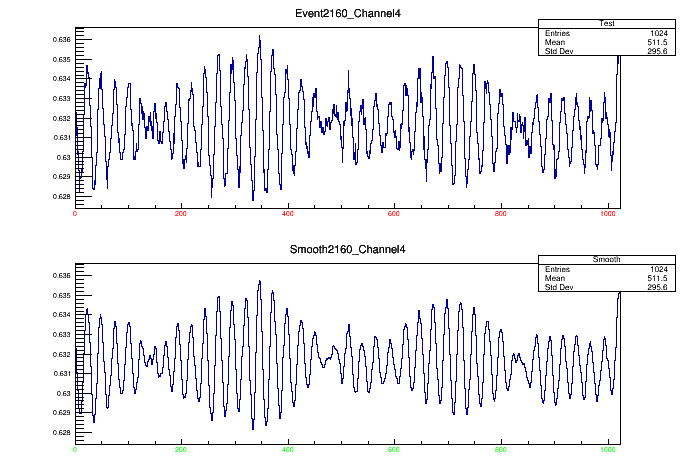 Event2160_Channel4
Test
Entries 1024
Mean 511.5
Std Dev 295.6
0.636
0.635
0.634
0.633
0.632
0.631
0.63
0.629
0.628
0 200 400 600 800 1000
Smooth2160_Channel4
Smooth
Entries 1024
Mean 511.5
Std Dev 295.6
0.636
0.635
0.634
0.633
0.632
0.631
0.63
0.629
0.628
0 200 400 600 800 1000